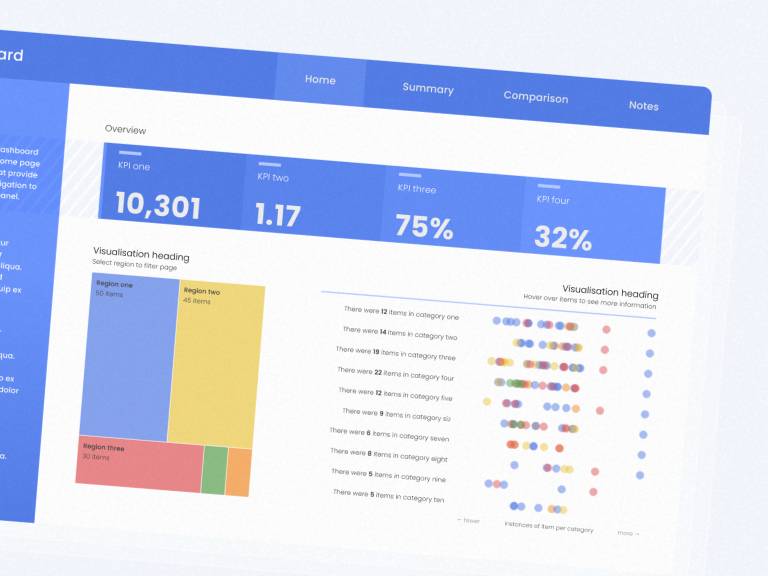 ard
Home
Summary
Comparison
Notes
ashboard
ome page
at provide
igation to
anel.
tur
r
liqua.
d
ulp ex
qua.
o ex
dolor
a.
Overview
KPI one
10,301
KPI two
1.17
KPI three
75%
KPI four
32%
Visualisation heading
Select region to filter page
Region one
50 items
Region two
45 items
Region three
30 items
Visualisation heading
Hover over items to see more information
There were 12 items in category one
There were 14 items in category two
There were 19 items in category three
There were 22 items in category four
There were 12 items in category five
There were 9 items in category six
There were 6 items in category seven
There were 8 items in category eight
There were 5 items in category nine
There were 5 items in category ten
← fewer
Instances of item per category
more →